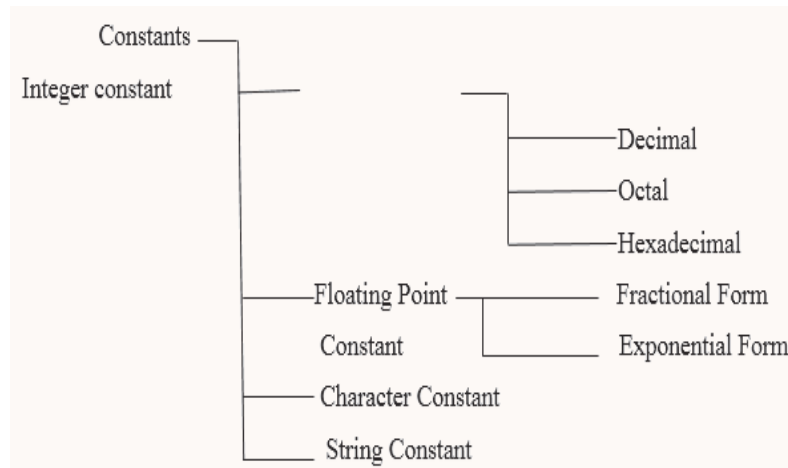 Constants
Integer constant
Decimal
Octal
Hexadecimal
Floating Point
Fractional Form
Constant
Exponential Form
Character Constant
String Constant